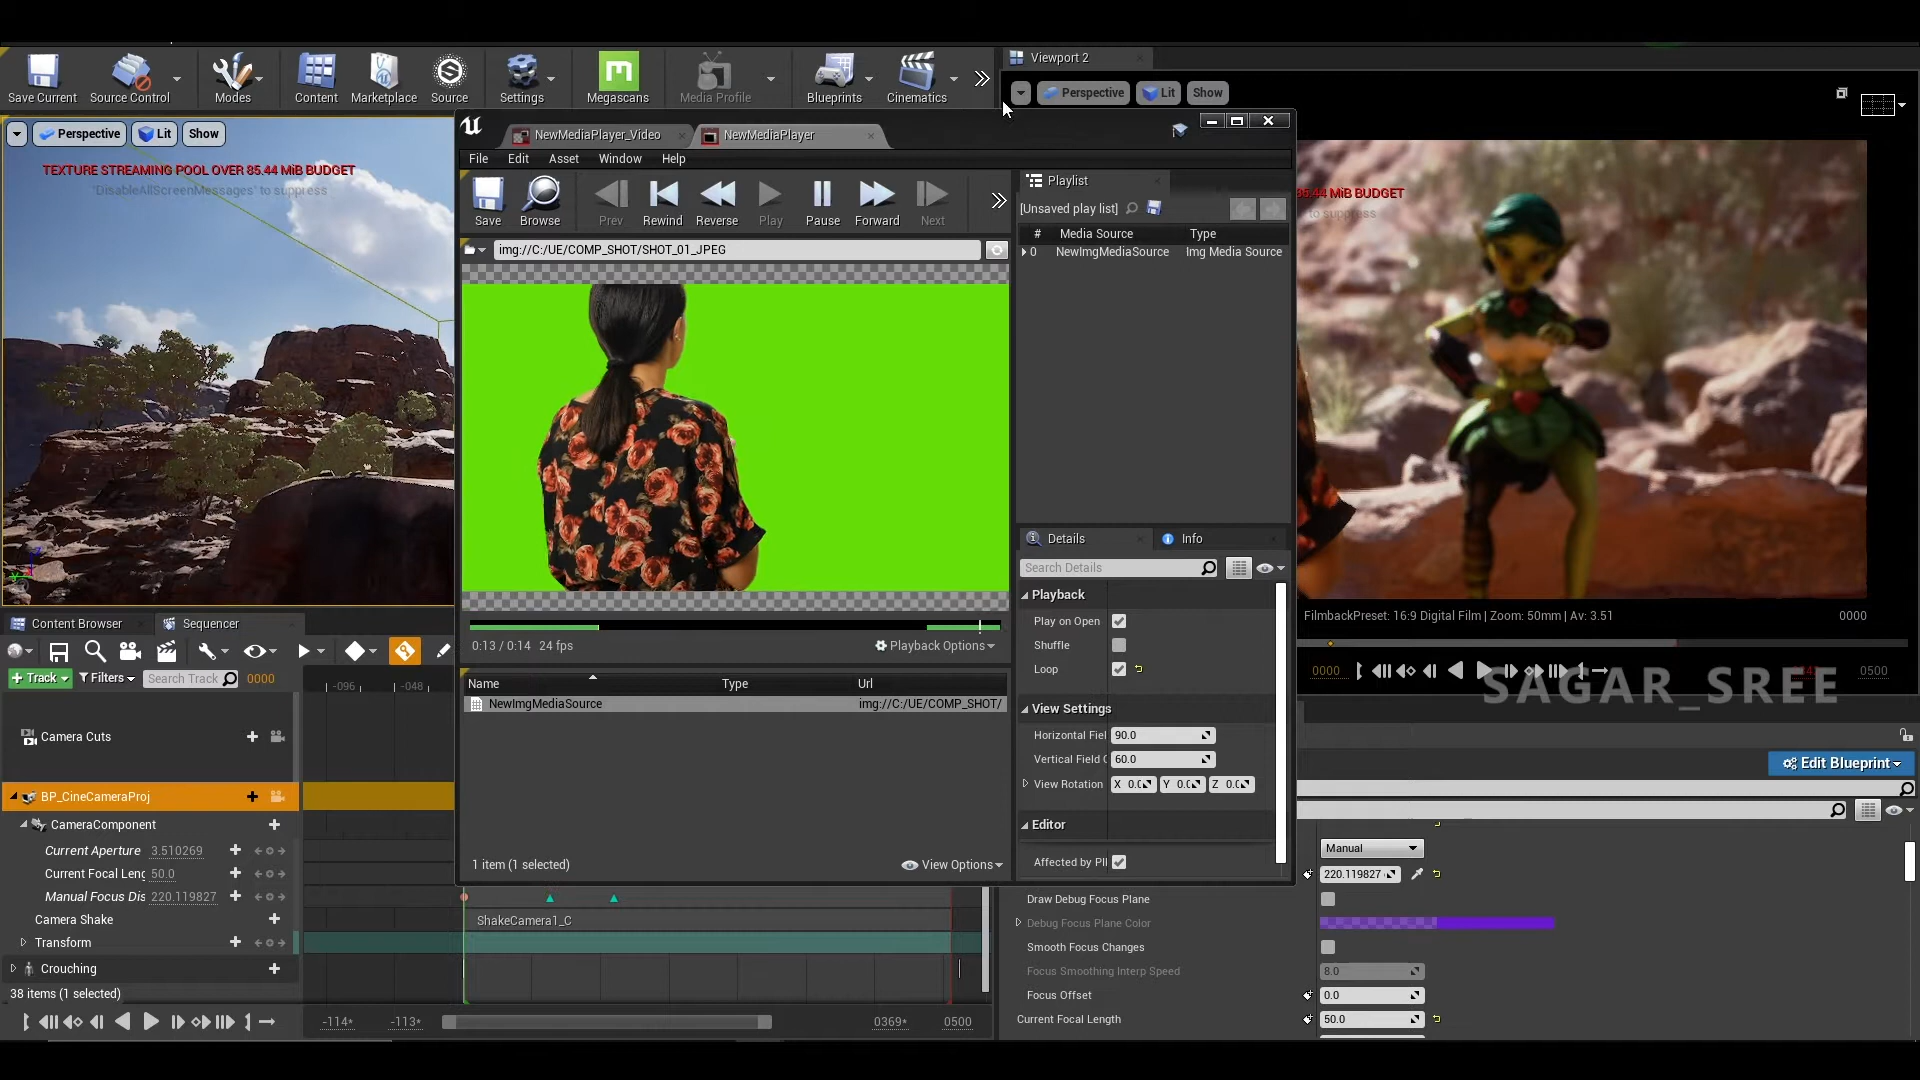 Save Current
Source Control
Modes
Content
Marketplace
Source
Settings
Megascans
Media Profile
Blueprints
Cinematics
Viewport 2
Perspective
Lit
Show
Perspective
Lit
Show
TEXTURE STREAMING POOL OVER 85.44 MiB BUDGET
'DisableAllScreenMessages' to suppress
NewMediaPlayer_Video
NewMediaPlayer
File
Edit
Asset
Window
Help
Save
Browse
Prev
Rewind
Reverse
Play
Pause
Forward
Next
img://C:/UE/COMP_SHOT/SHOT_01_JPEG
0:13 / 0:14 24 fps
Playback Options
Name
Type
Url
NewImgMediaSource
img://C:/UE/COMP_SHOT/
1 item (1 selected)
View Options
Playlist
[Unsaved play list]
#
Media Source
Type
0
NewImgMediaSource
Img Media Source
Details
Info
Search Details
Playback
Play on Open
Shuffle
Loop
View Settings
Horizontal Fiel
90.0
Vertical Field
60.0
View Rotation
X 0.0
Y 0.0
Z 0.0
Editor
Affected by PI
85.44 MiB BUDGET
to suppress
FilmbackPreset: 16:9 Digital Film | Zoom: 50mm | Av: 3.51
0000
0000
0500
SAGAR_SREE
Edit Blueprint
Manual
220.119827
Draw Debug Focus Plane
Debug Focus Plane Color
Smooth Focus Changes
Focus Smoothing Interp Speed
8.0
Focus Offset
0.0
Current Focal Length
50.0
Content Browser
Sequencer
Track
Filters
Search Track
0000
-096
-048
Camera Cuts
BP_CineCameraProj
CameraComponent
Current Aperture
3.510269
Current Focal Leng
50.0
Manual Focus Dis
220.119827
Camera Shake
ShakeCamera1_C
Transform
Crouching
38 items (1 selected)
-114*
-113*
0369*
0500